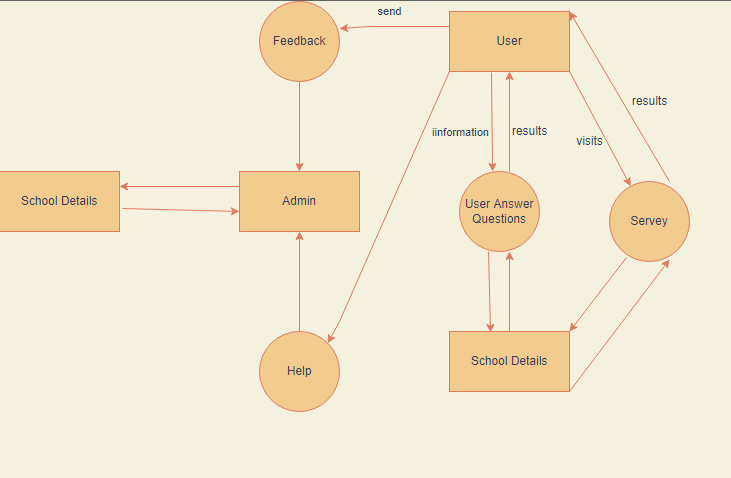 send
Feedback
User
results
iinformation
results
visits
School Details
Admin
User Answer
Questions
Servey
Help
School Details